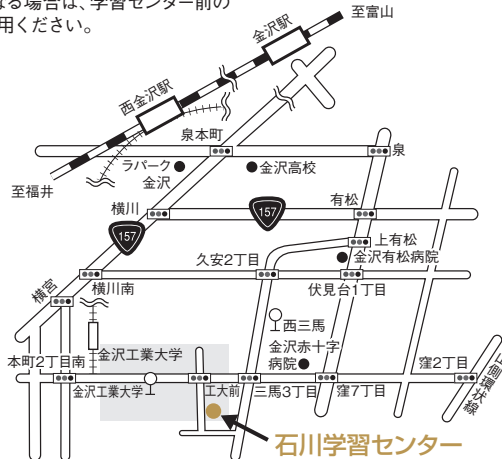 なる場合は、学習センター前の
用ください。
至富山
金沢駅
西金沢駅
泉本町
泉
ラパーク
金沢
金沢高校
至福井
横川
157
有松
157
上有松
久安2丁目
金沢有松病院
横川南
伏見台1丁目
横宮
西三馬
金沢工業大学
金沢赤十字
病院
本町2丁目南
窪2丁目
山側環状線
金沢工業大学
工大前
三馬3丁目
窪7丁目
石川学習センター